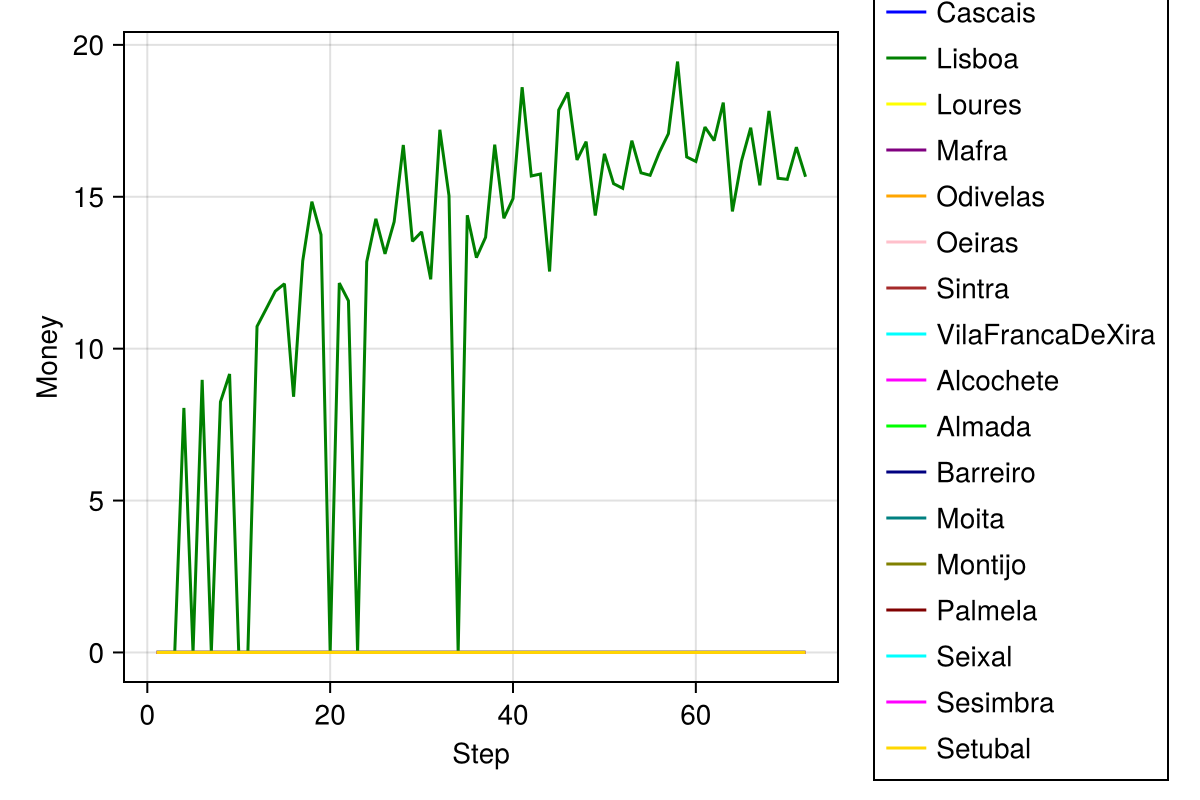 20
15
10
5
0
Money
0 20 40 60
Step
Cascais
Lisboa
Loures
Mafra
Odivelas
Oeiras
Sintra
VilaFrancaDeXira
Alcochete
Almada
Barreiro
Moita
Montijo
Palmela
Seixal
Sesimbra
Setubal